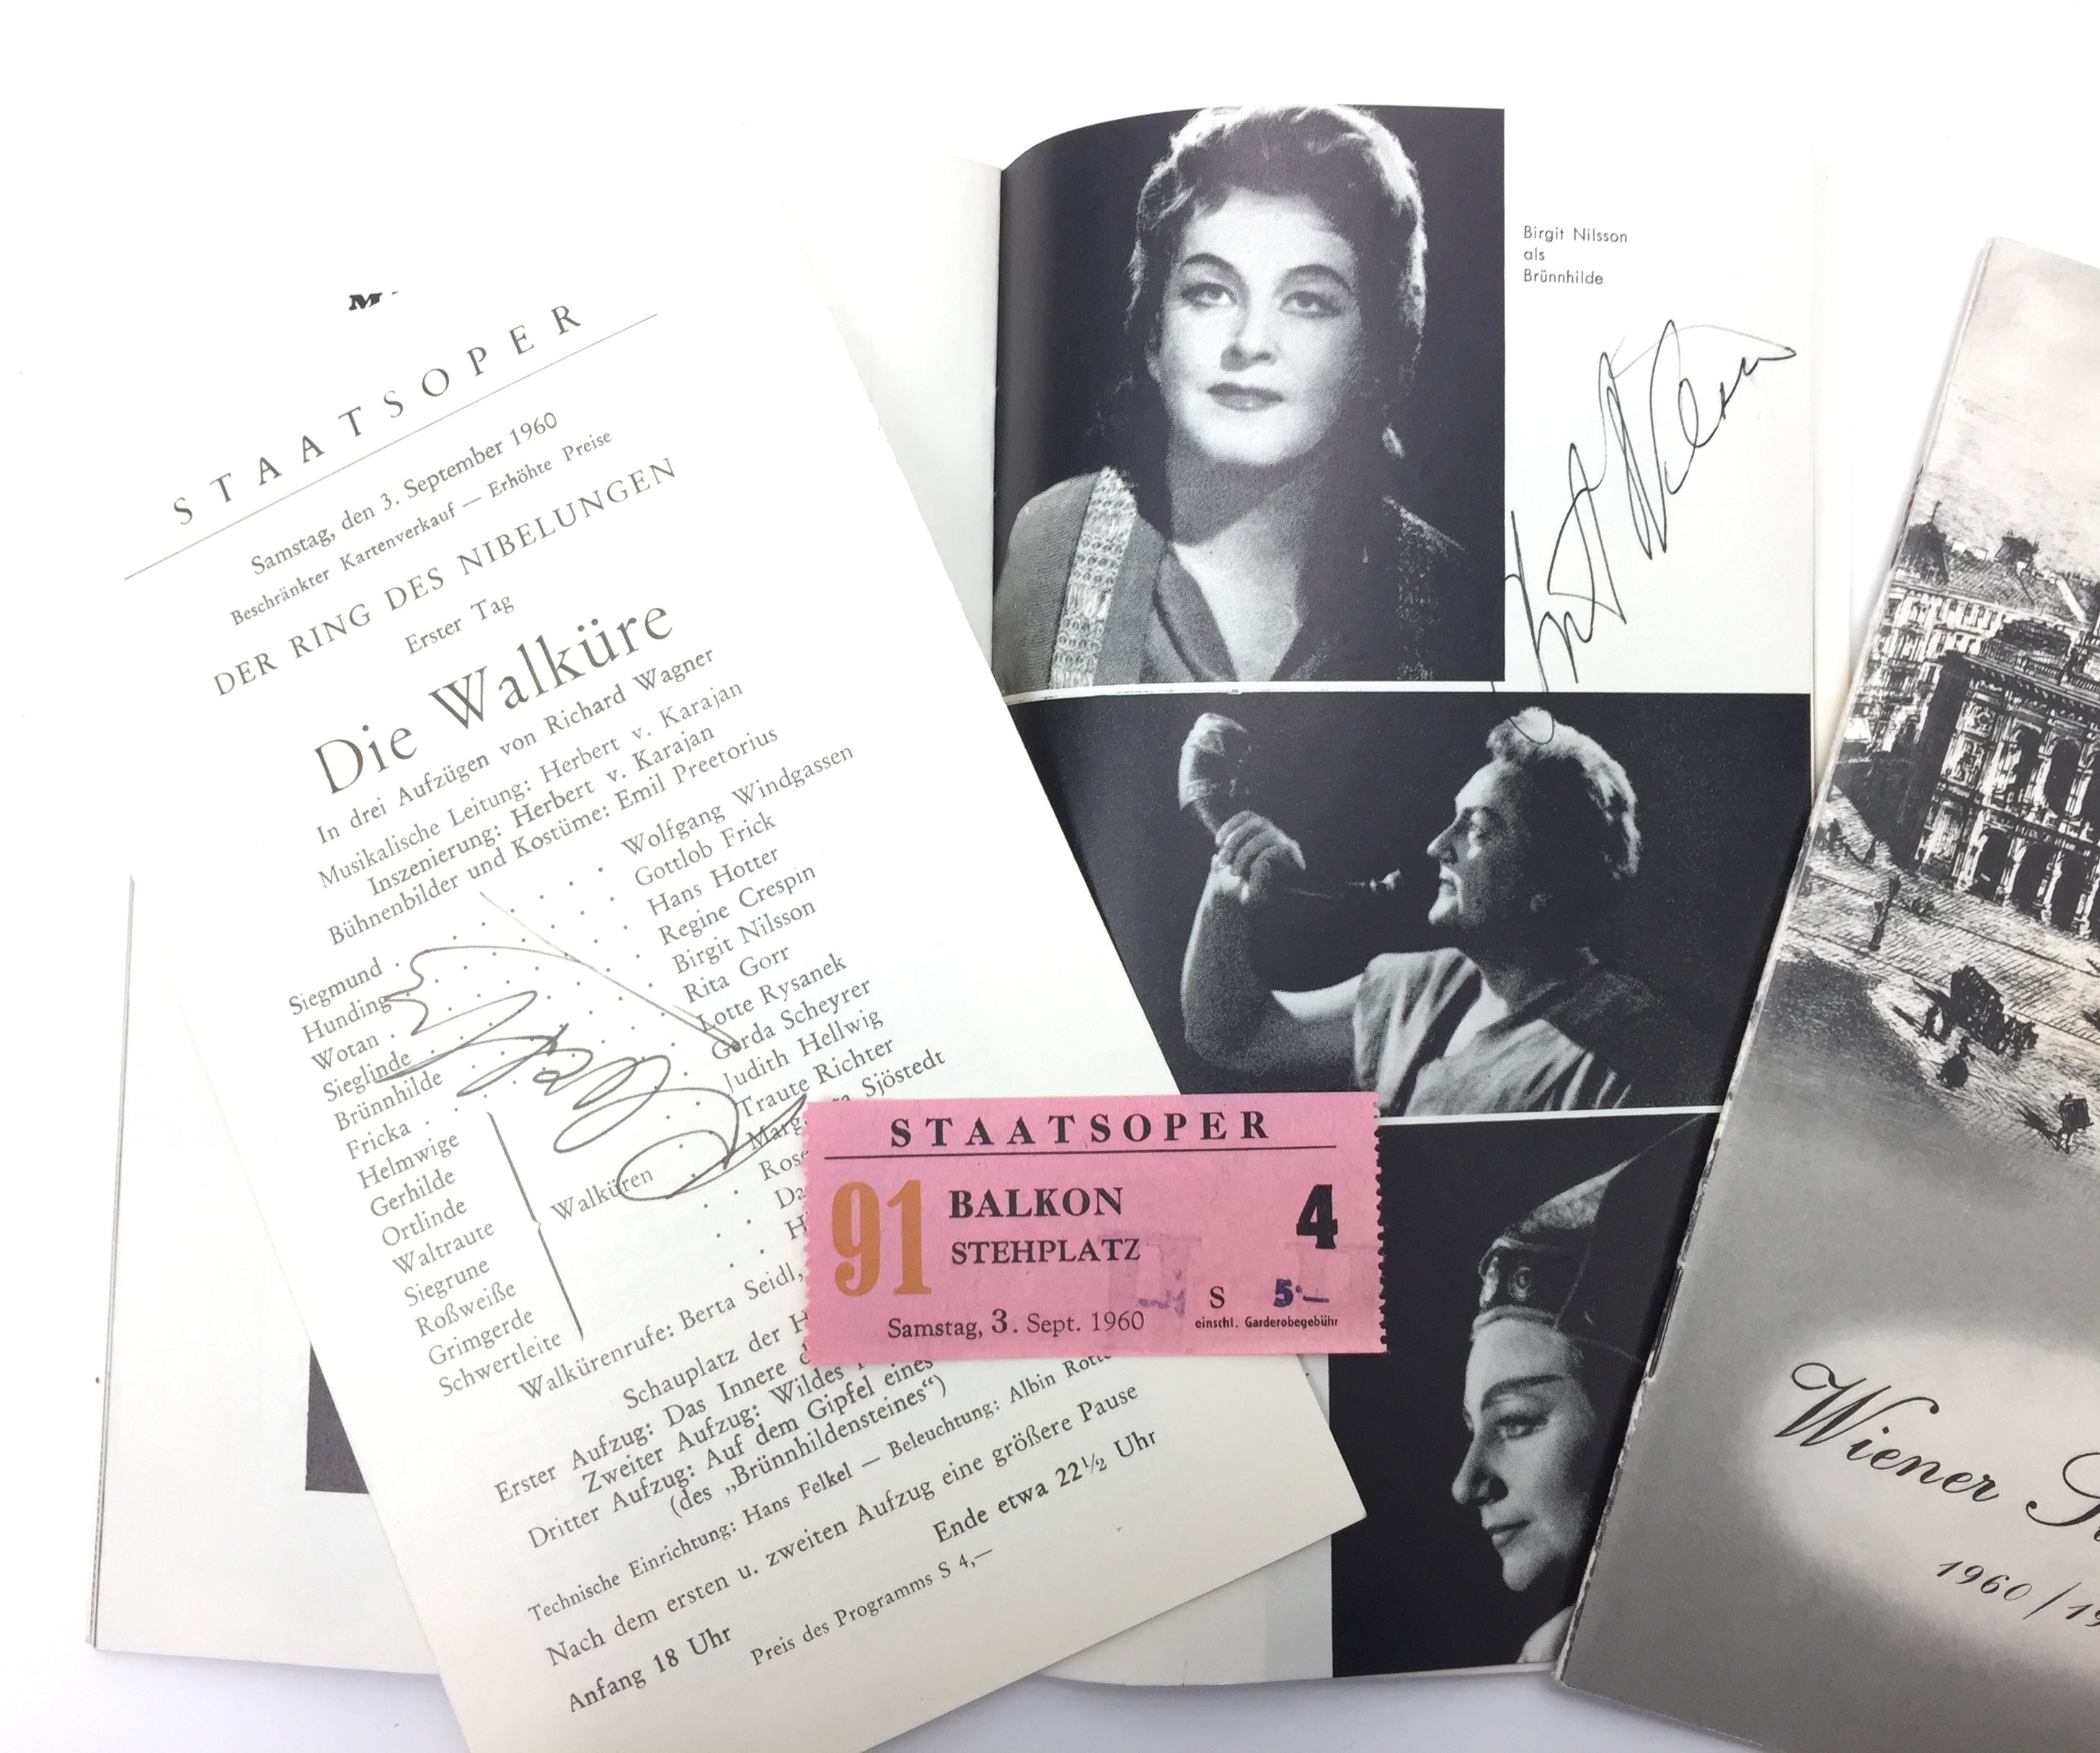 STAATSOPER
Samstag, den 3. September 1960
Beschränkter Kartenverkauf — Erhöhte Preise
DER RING DES NIBELUNGEN
Erster Tag
Die Walküre
In drei Aufzügen von Richard Wagner
Musikalische Leitung: Herbert v. Karajan
Inszenierung: Herbert v. Karajan
Bühnenbilder und Kostüme: Emil Preetorius
Siegmund . . . . . Wolfgang Windgassen
Hunding . . . . . Gottlob Frick
Wotan . . . . . Hans Hotter
Sieglinde . . . . . Regine Crespin
Brünnhilde . . . . . Birgit Nilsson
Fricka . . . . . Rita Gorr
Helmwige Lotte Rysanek
Gerhilde Gerda Scheyrer
Ortlinde Judith Hellwig
Waltraute Traute Richter
Siegrune Sjöstedt
Roßweiße
Grimgerde
Schwertleite
Walküren
Walkürenrufe: Berta Seidl,
Schauplatz der
Erster Aufzug: Das Innere
Zweiter Aufzug: Wildes
Dritter Aufzug: Auf dem Gipfel eines
(des „Brünnhildensteines“)
Technische Einrichtung: Hans Felkel — Beleuchtung: Albin
Nach dem ersten u. zweiten Aufzug eine größere Pause
Anfang 18 Uhr Ende etwa 22½ Uhr
Preis des Programms S 4,—
Birgit Nilsson
als
Brünnhilde
Birgit Nilsson
STAATSOPER
91 BALKON 4
STEHPLATZ
S 5·—
Samstag, 3. Sept. 1960 einschl. Garderobegebühr
Wiener
1960/19